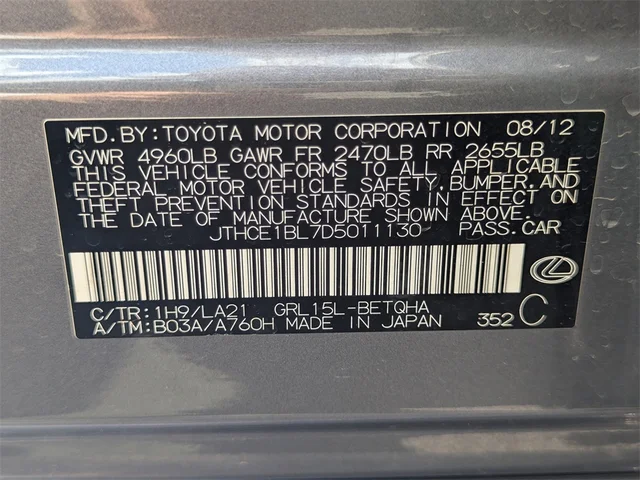 MFD. BY: TOYOTA MOTOR CORPORATION 08/12
GVWR 4960LB GAWR FR 2470LB RR 2655LB
THIS VEHICLE CONFORMS TO ALL APPLICABLE
FEDERAL MOTOR VEHICLE SAFETY, BUMPER, AND
THEFT PREVENTION STANDARDS IN EFFECT ON
THE DATE OF MANUFACTURE SHOWN ABOVE.
JTHCE1BL7D5011130 PASS. CAR
C/TR: 1H9/LA21 GRL15L-BETQHA
A/TM: B03A/A760H MADE IN JAPAN 352 C